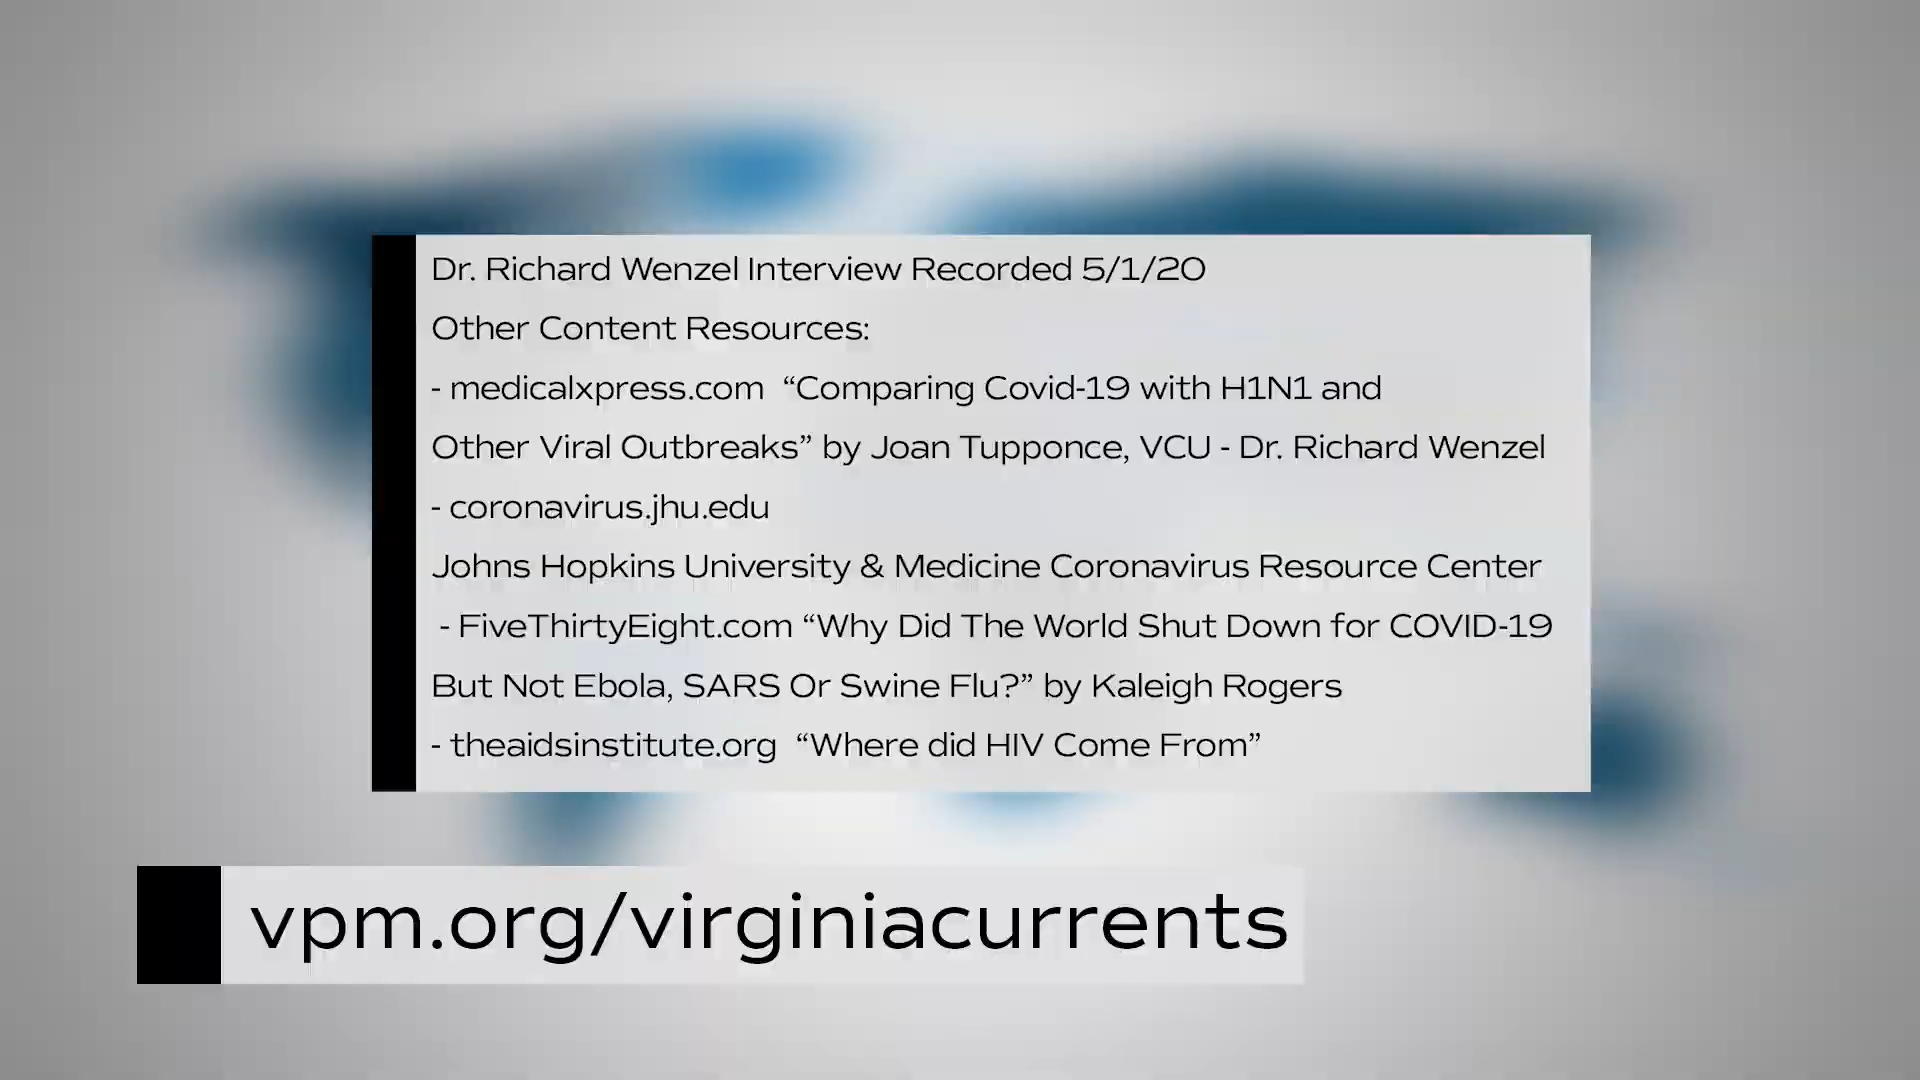 Dr. Richard Wenzel Interview Recorded 5/1/20
Other Content Resources:
- medicalxpress.com  “Comparing Covid-19 with H1N1 and
Other Viral Outbreaks” by Joan Tupponce, VCU - Dr. Richard Wenzel
- coronavirus.jhu.edu
Johns Hopkins University & Medicine Coronavirus Resource Center
- FiveThirtyEight.com “Why Did The World Shut Down for COVID-19
But Not Ebola, SARS Or Swine Flu?” by Kaleigh Rogers
- theaidsinstitute.org  “Where did HIV Come From”
vpm.org/virginiacurrents